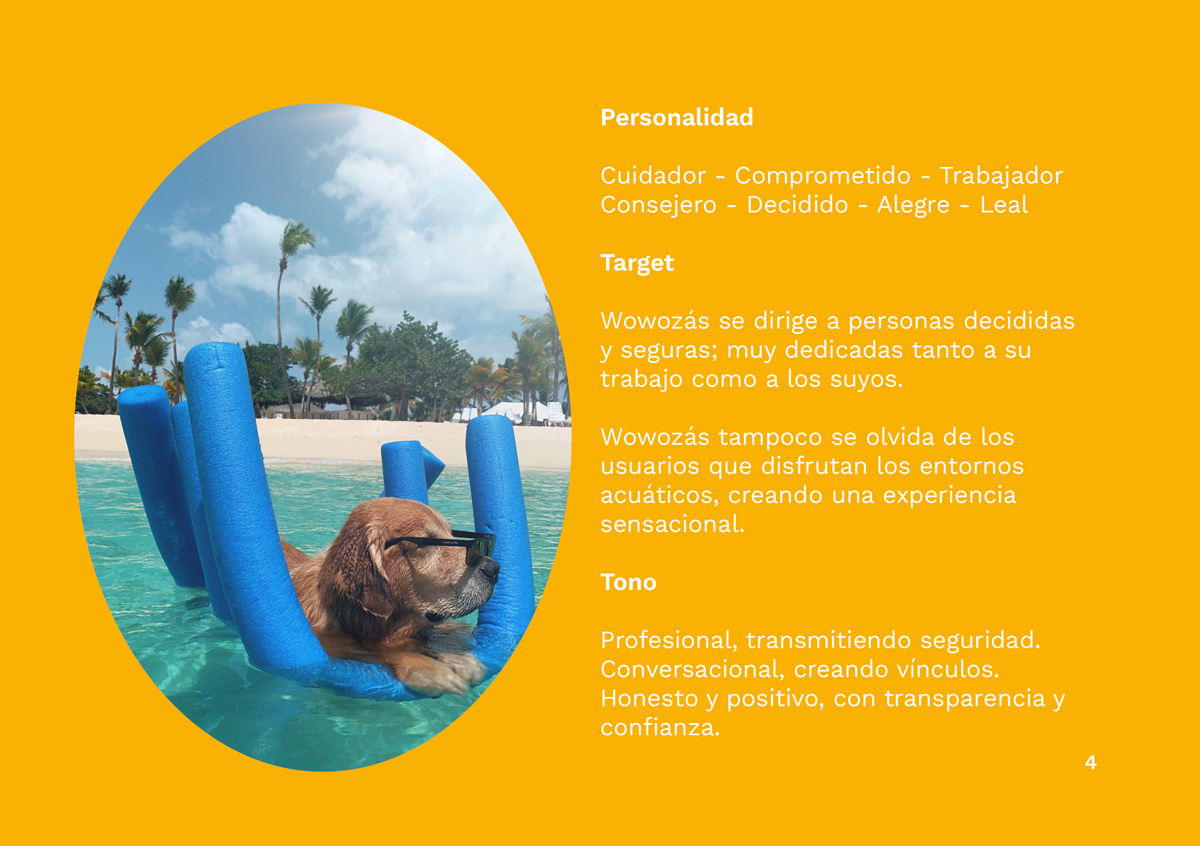 Personalidad
Cuidador - Comprometido - Trabajador
Consejero - Decidido - Alegre - Leal
Target
Wowozás se dirige a personas decididas
y seguras; muy dedicadas tanto a su
trabajo como a los suyos.
Wowozás tampoco se olvida de los
usuarios que disfrutan los entornos
acuáticos, creando una experiencia
sensacional.
Tono
Profesional, transmitiendo seguridad.
Conversacional, creando vínculos.
Honesto y positivo, con transparencia y
confianza.
4